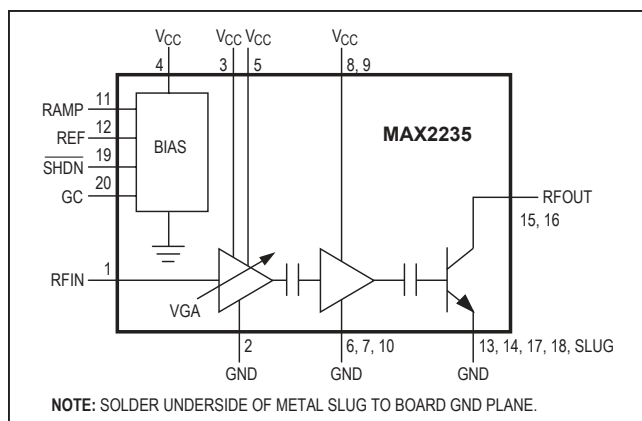 VCC VCC VCC VCC
4 3 5 8, 9
MAX2235
11
RAMP
12
REF
BIAS
19
SHDN
20
GC
RFOUT
15, 16
1
RFIN
VGA
2 6, 7, 10 13, 14, 17, 18, SLUG
GND GND GND
NOTE: SOLDER UNDERSIDE OF METAL SLUG TO BOARD GND PLANE.